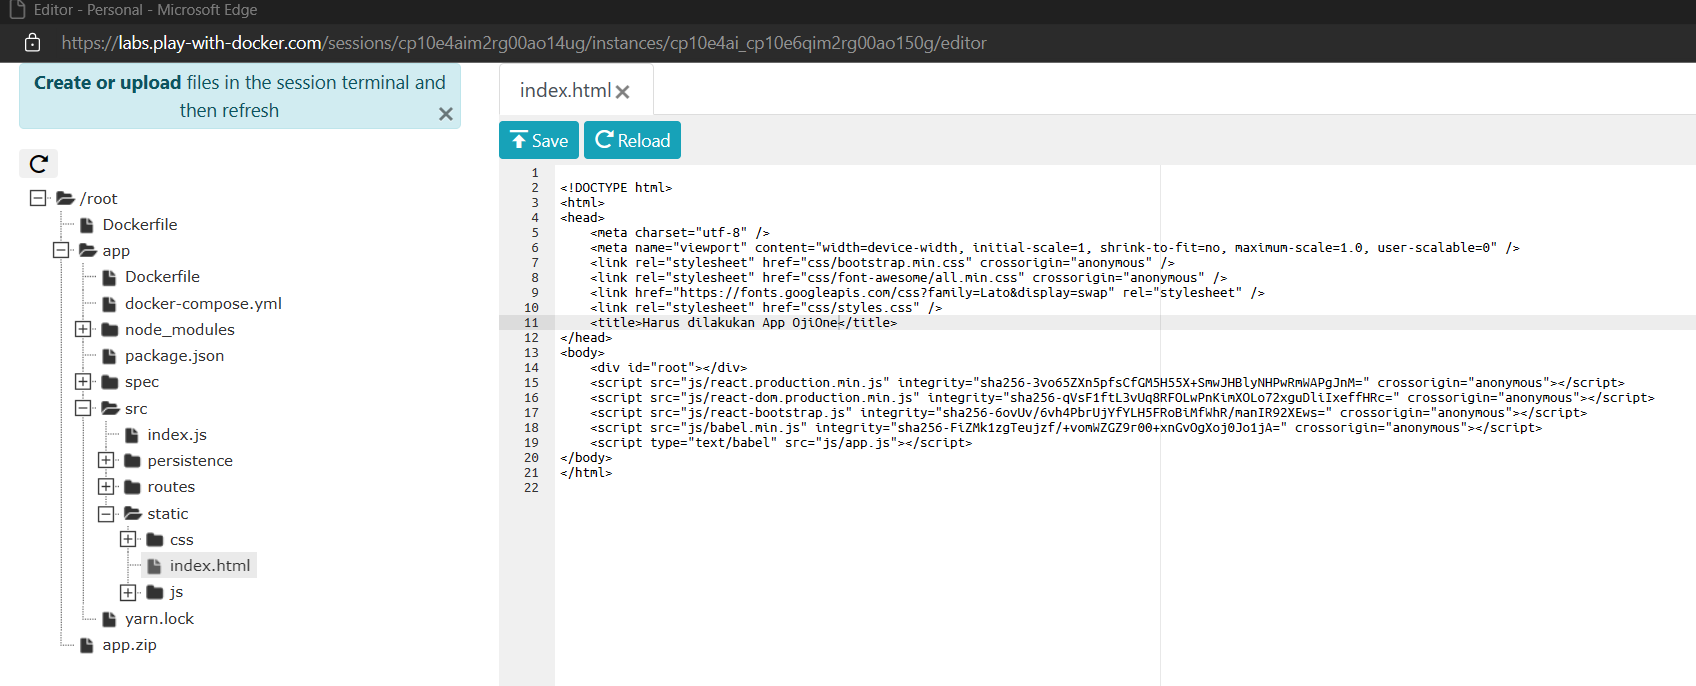 Editor - Personal - Microsoft Edge
https://labs.play-with-docker.com/sessions/cp10e4aim2rg00ao14ug/instances/cp10e4ai_cp10e6qim2rg00ao150g/editor
Create or upload files in the session terminal and
then refresh
/root
Dockerfile
app
Dockerfile
docker-compose.yml
node_modules
package.json
spec
src
index.js
persistence
routes
static
css
index.html
js
yarn.lock
app.zip
index.html
Save Reload
1
2 <!DOCTYPE html>
3 <html>
4 <head>
5 <meta charset="utf-8" />
6 <meta name="viewport" content="width=device-width, initial-scale=1, shrink-to-fit=no, maximum-scale=1.0, user-scalable=0" />
7 <link rel="stylesheet" href="css/bootstrap.min.css" crossorigin="anonymous" />
8 <link rel="stylesheet" href="css/font-awesome/all.min.css" crossorigin="anonymous" />
9 <link href="https://fonts.googleapis.com/css?family=Lato&display=swap" rel="stylesheet" />
10 <link rel="stylesheet" href="css/styles.css" />
11 <title>Harus dilakukan App OjiOne</title>
12 </head>
13 <body>
14 <div id="root"></div>
15 <script src="js/react.production.min.js" integrity="sha256-3vo65ZXn5pfsCfGM5H55X+SmwJHBlyNHPwRmWAPgJnM=" crossorigin="anonymous"></script>
16 <script src="js/react-dom.production.min.js" integrity="sha256-qVsF1ftL3vUq8RFOLwPnKimXOLo72xguDliIxeffHRc=" crossorigin="anonymous"></script>
17 <script src="js/react-bootstrap.js" integrity="sha256-6ovUv/6vh4PbrUjYfYLH5FRoBiMfWhR/manIR92XEws=" crossorigin="anonymous"></script>
18 <script src="js/babel.min.js" integrity="sha256-FiZMk1zgTeujzf/+vomWZGZ9r00+xnGvOgXoj0Jo1jA=" crossorigin="anonymous"></script>
19 <script type="text/babel" src="js/app.js"></script>
20 </body>
21 </html>
22